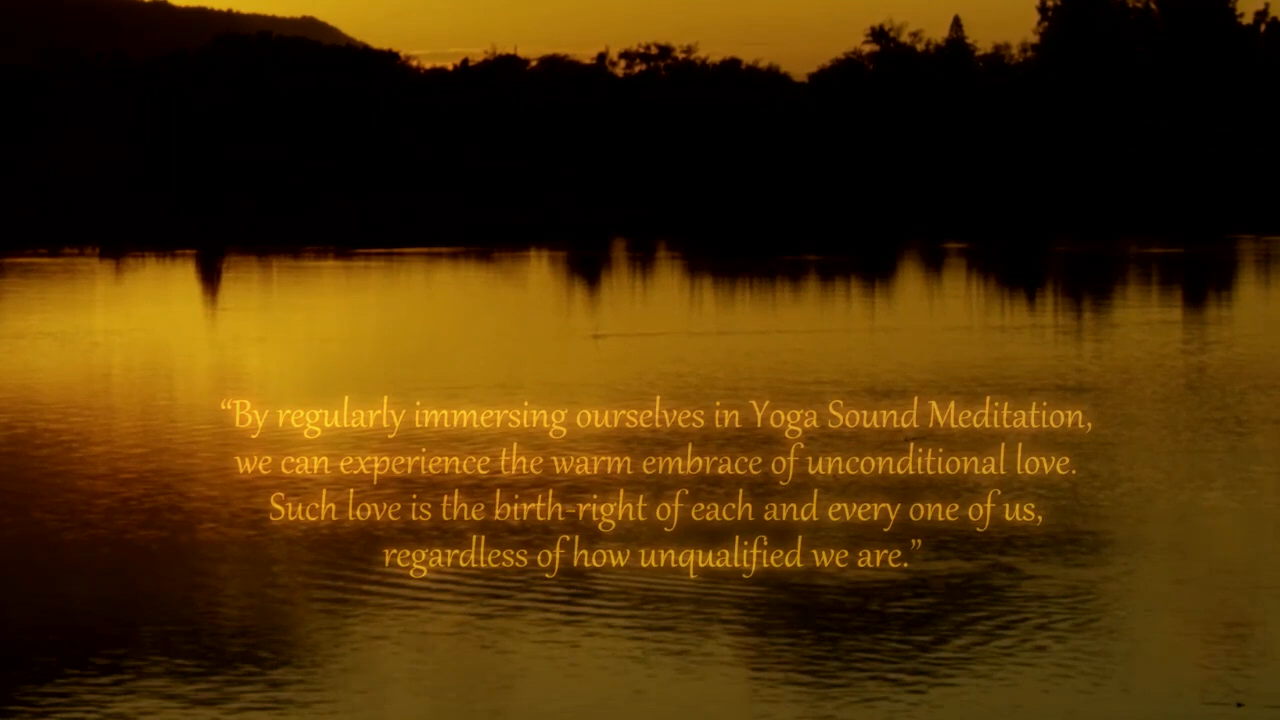 “By regularly immersing ourselves in Yoga Sound Meditation,
we can experience the warm embrace of unconditional love.
Such love is the birth-right of each and every one of us,
regardless of how unqualified we are.”